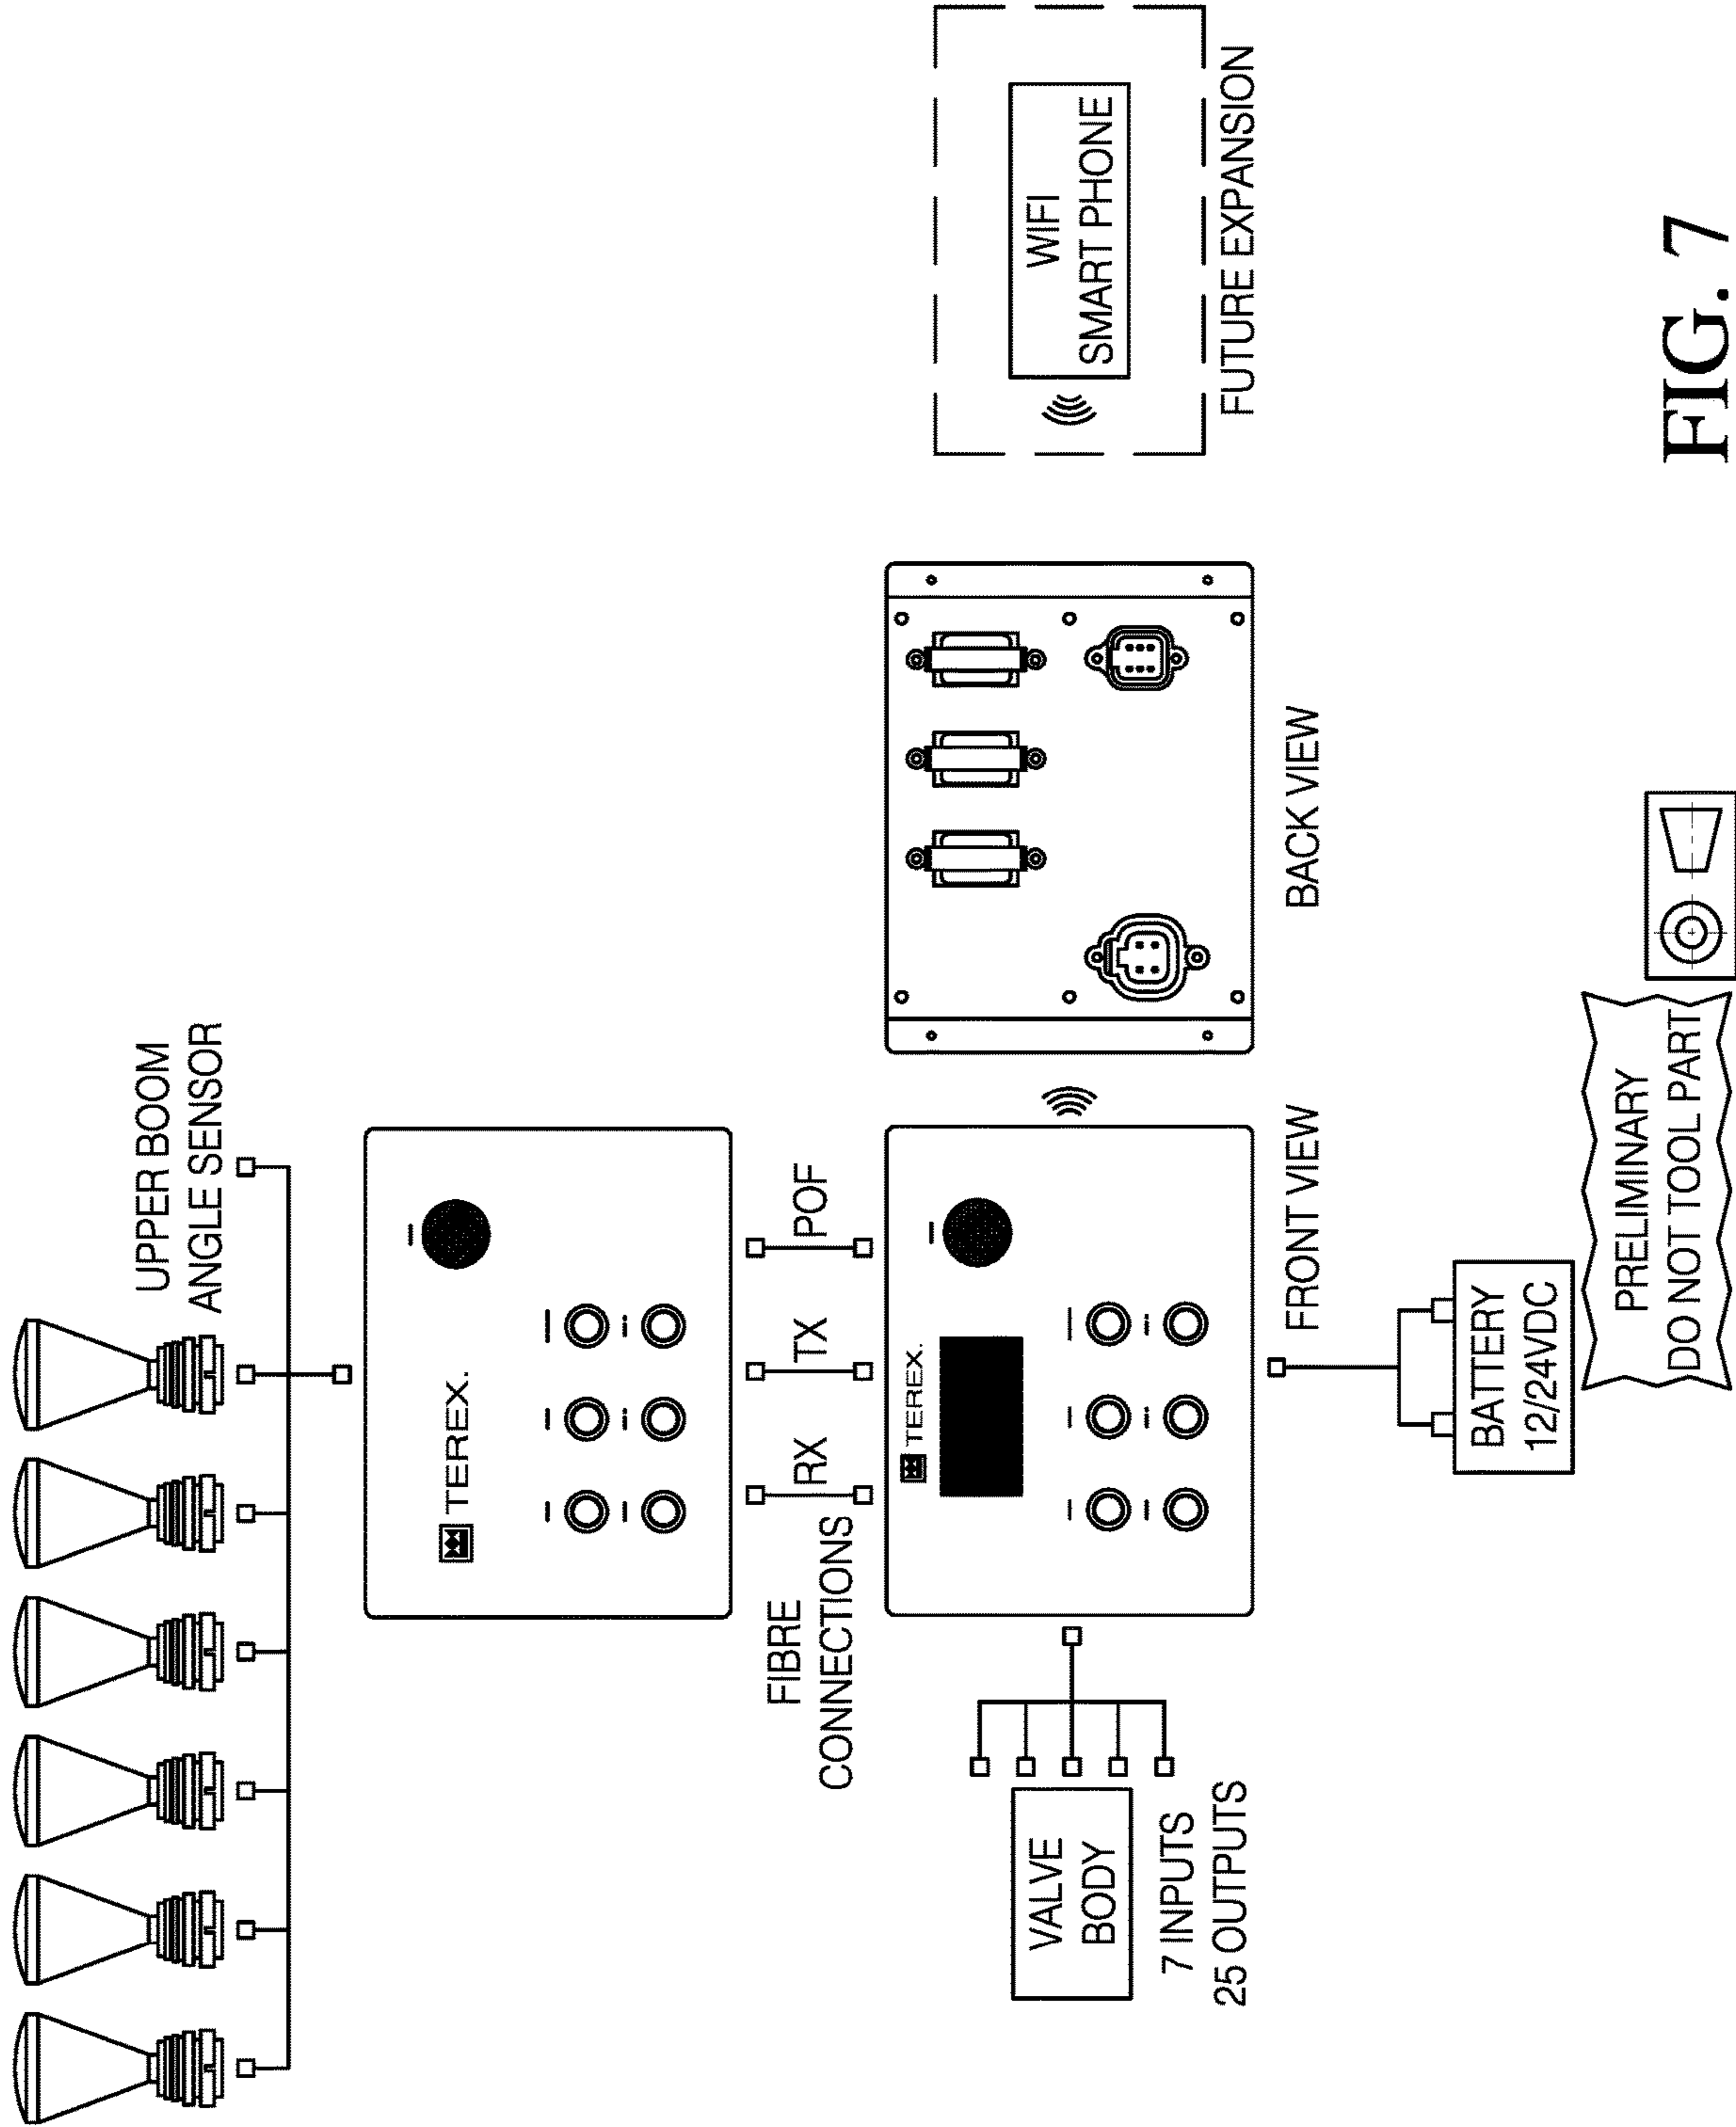 UPPER BOOM
ANGLE SENSOR
TEREX.
FIBRE
CONNECTIONS
RX
TX
POF
VALVE
BODY
7 INPUTS
25 OUTPUTS
TEREX.
FRONT VIEW
BACK VIEW
WIFI
SMART PHONE
FUTURE EXPANSION
BATTERY
12/24VDC
PRELIMINARY
DO NOT TOOL PART
FIG. 7